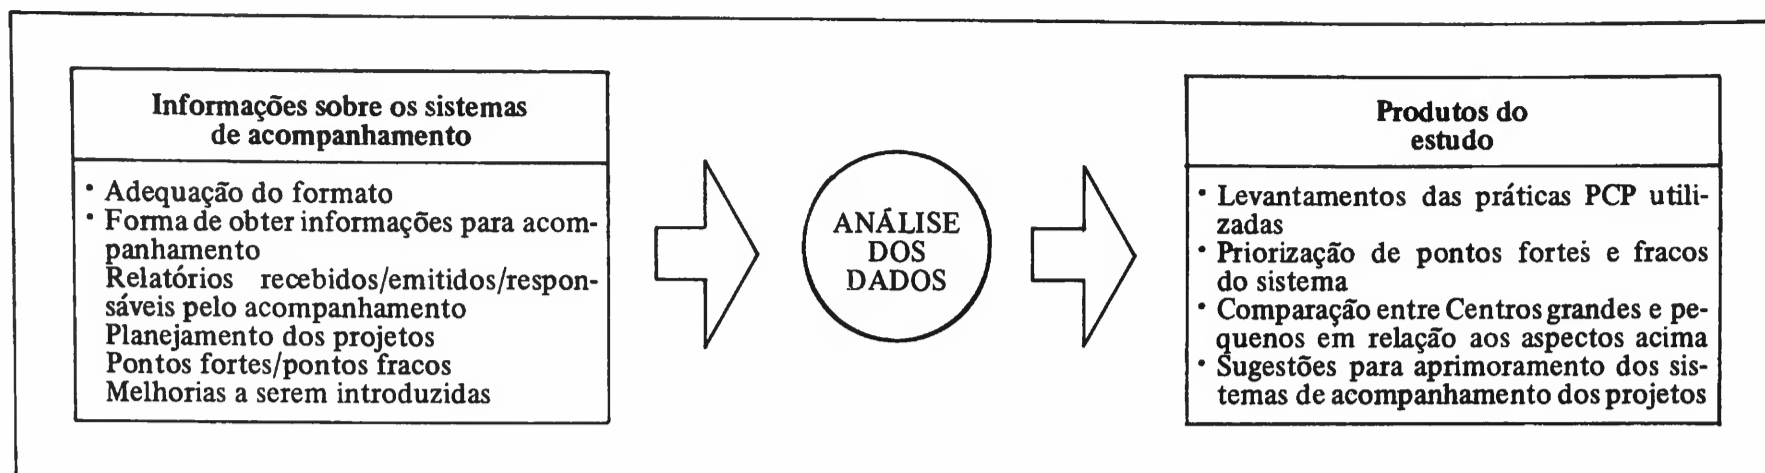 Informações sobre os sistemas
de acompanhamento
• Adequação do formato
• Forma de obter informações para acom-
panhamento
Relatórios recebidos/emitidos/respon-
sáveis pelo acompanhamento
Planejamento dos projetos
Pontos fortes/pontos fracos
Melhorias a serem introduzidas
ANÁLISE
DOS
DADOS
Produtos do
estudo
• Levantamentos das práticas PCP utili-
zadas
• Priorização de pontos fortes e fracos
do sistema
• Comparação entre Centros grandes e pe-
quenos em relação aos aspectos acima
• Sugestões para aprimoramento dos sis-
temas de acompanhamento dos projetos